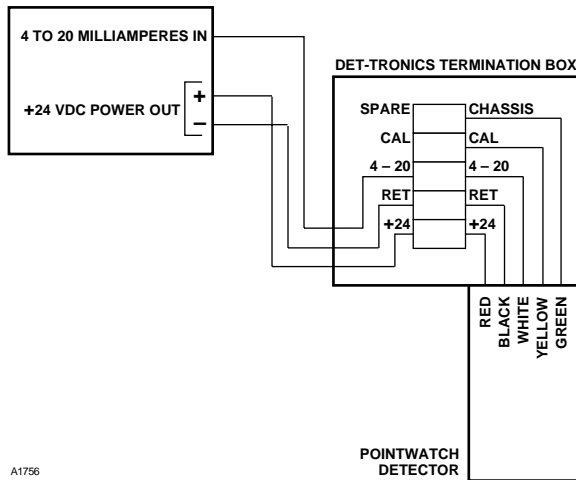 4 TO 20 MILLIAMPERES IN
+24 VDC POWER OUT
+
–
DET-TRONICS TERMINATION BOX
SPARE CHASSIS
CAL CAL
4 – 20 4 – 20
RET RET
+24 +24
RED
BLACK
WHITE
YELLOW
GREEN
POINTWATCH
DETECTOR
A1756